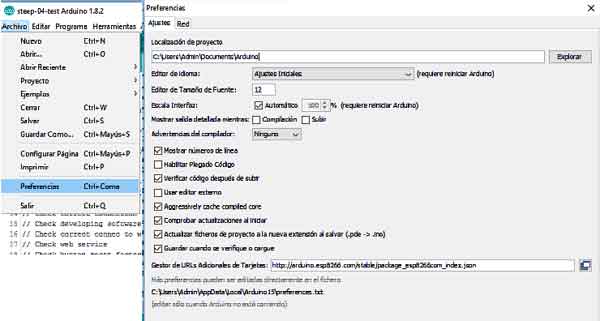 steep-04-test Arduino 1.8.2
Archivo Editar Programa Herramientas
Nuevo Ctrl+N
Abrir... Ctrl+O
Abrir Reciente
Proyecto
Ejemplos
Cerrar Ctrl+W
Salvar Ctrl+S
Guardar Como... Ctrl+Mayús+S
Configurar Página Ctrl+Mayús+P
Imprimir Ctrl+P
Preferencias Ctrl+Coma
Salir Ctrl+Q
15 // Check developing software
16 // Check correct connec to w
17 // Check web service
Preferencias
Ajustes Red
Localización de proyecto
C:\Users\Admin\Documents\Arduino
Explorar
Editor de Idioma: Ajustes Iniciales (requiere reiniciar Arduino)
Editor de Tamaño de Fuente: 12
Escala Interfaz: Automático 100 % (requiere reiniciar Arduino)
Mostrar salida detallada mientras: Compilación Subir
Advertencias del compilador: Ninguno
Mostrar números de línea
Habilitar Plegado Código
Verificar código después de subir
Usar editor externo
Aggressively cache compiled core
Comprobar actualizaciones al iniciar
Actualizar ficheros de proyecto a la nueva extensión al salvar (.pde -> .ino)
Guardar cuando se verifique o cargue
Gestor de URLs Adicionales de Tarjetas: http://arduino.esp8266.com/stable/package_esp8266com_index.json
Más preferencias pueden ser editadas directamente en el fichero
C:\Users\Admin\AppData\Local\Arduino15\preferences.txt
(editar sólo cuando Arduino no está corriendo)